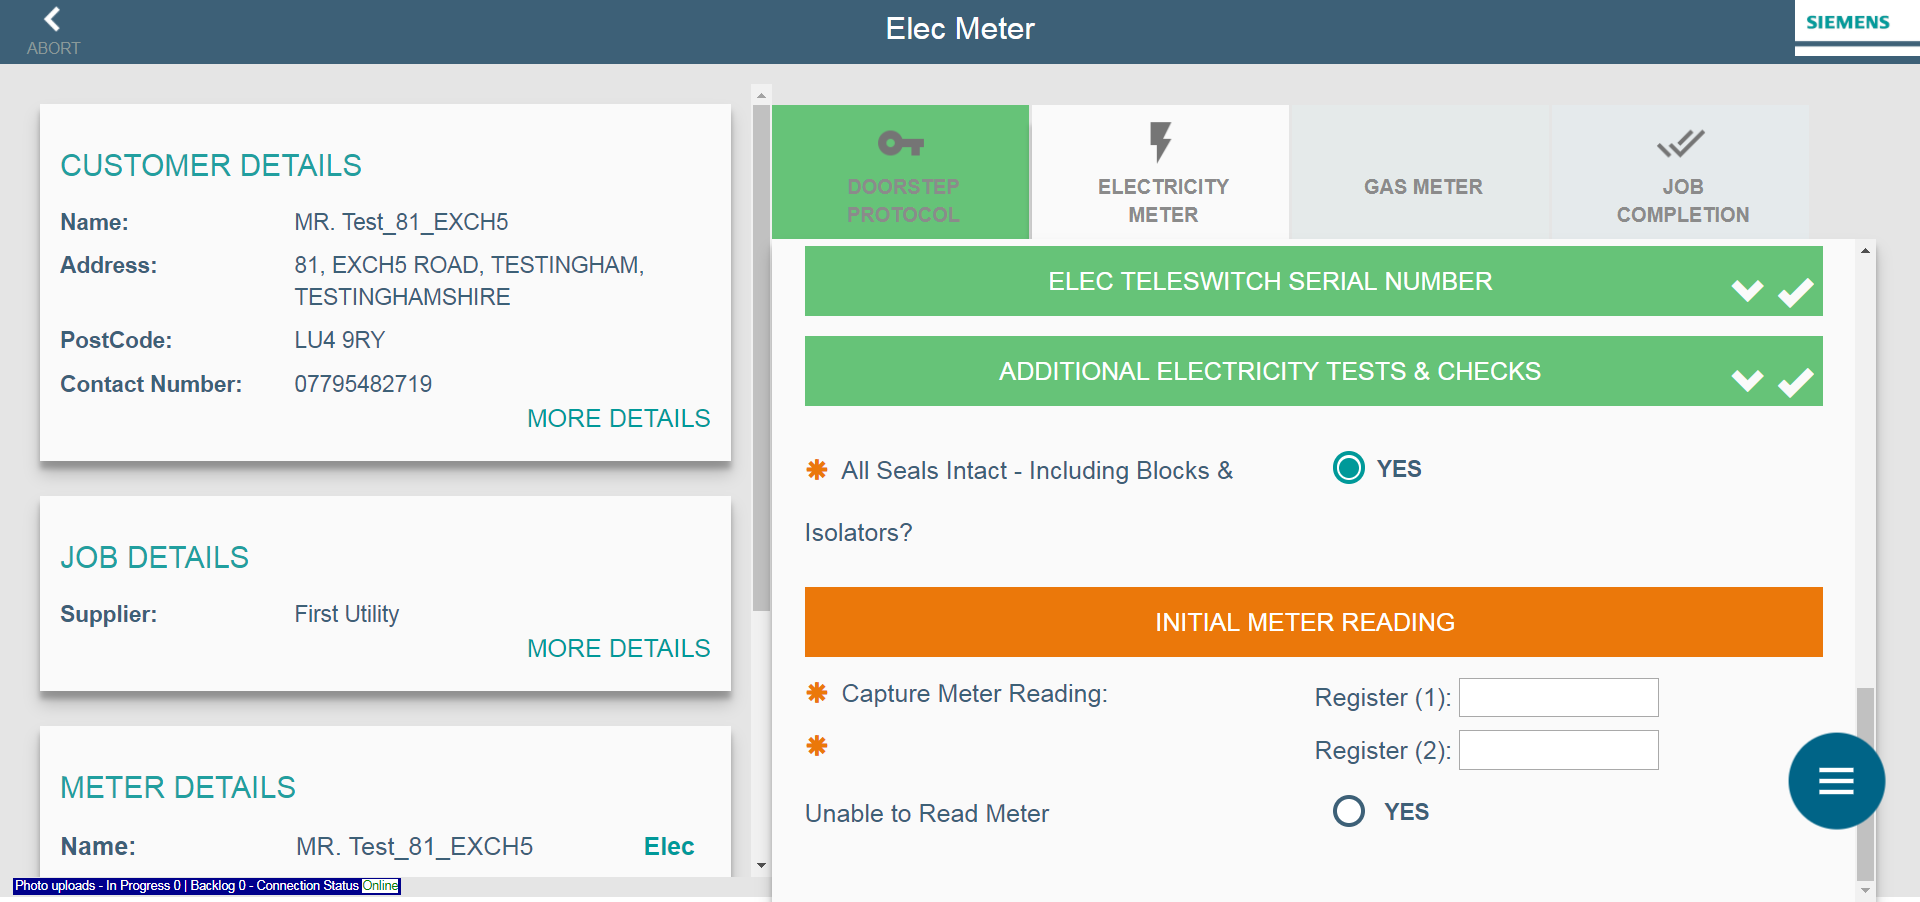 ABORT
Elec Meter
SIEMENS
CUSTOMER DETAILS
Name: MR. Test_81_EXCH5
Address: 81, EXCH5 ROAD, TESTINGHAM,
TESTINGHAMSHIRE
PostCode: LU4 9RY
Contact Number: 07795482719
MORE DETAILS
JOB DETAILS
Supplier: First Utility
MORE DETAILS
METER DETAILS
Name: MR. Test_81_EXCH5 Elec
Photo uploads - In Progress 0 | Backlog 0 - Connection Status Online
DOORSTEP
PROTOCOL
ELECTRICITY
METER
GAS METER
JOB
COMPLETION
ELEC TELESWITCH SERIAL NUMBER
ADDITIONAL ELECTRICITY TESTS & CHECKS
All Seals Intact - Including Blocks & YES
Isolators?
INITIAL METER READING
Capture Meter Reading: Register (1):
Register (2):
Unable to Read Meter YES